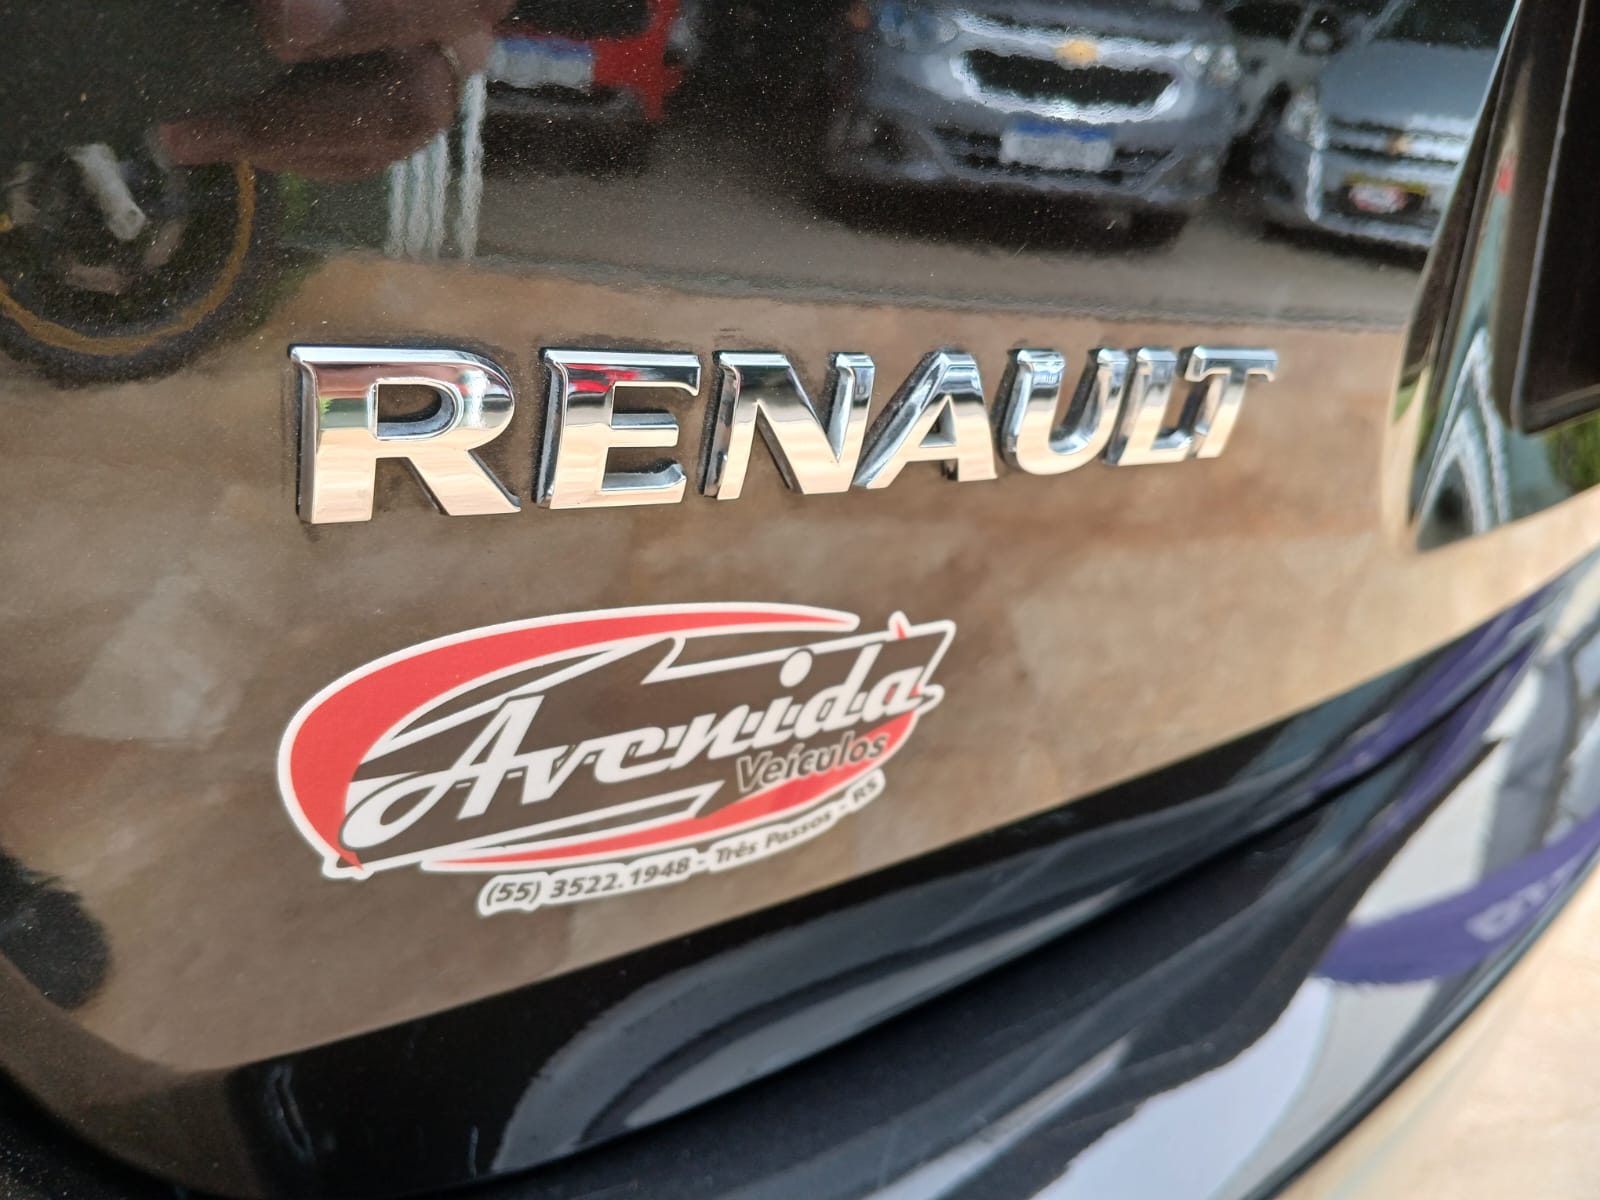 RENAULT
Avenida
Veículos
(55) 3522.1948 - Três Passos - RS